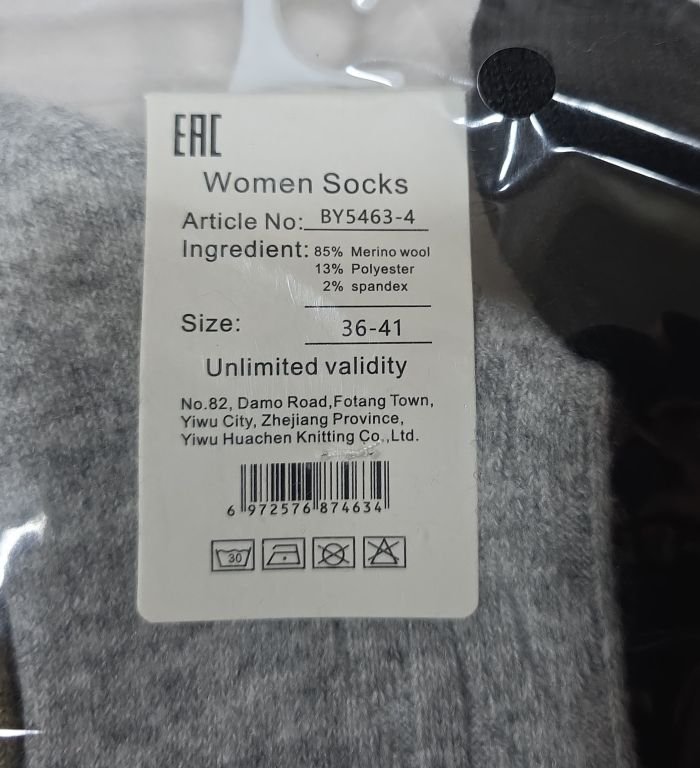 EAC
Women Socks
Article No: BY5463-4
Ingredient: 85% Merino wool
13% Polyester
2% spandex
Size: 36-41
Unlimited validity
No.82, Damo Road,Fotang Town,
Yiwu City, Zhejiang Province,
Yiwu Huachen Knitting Co.,Ltd.
6 972576 874634
30